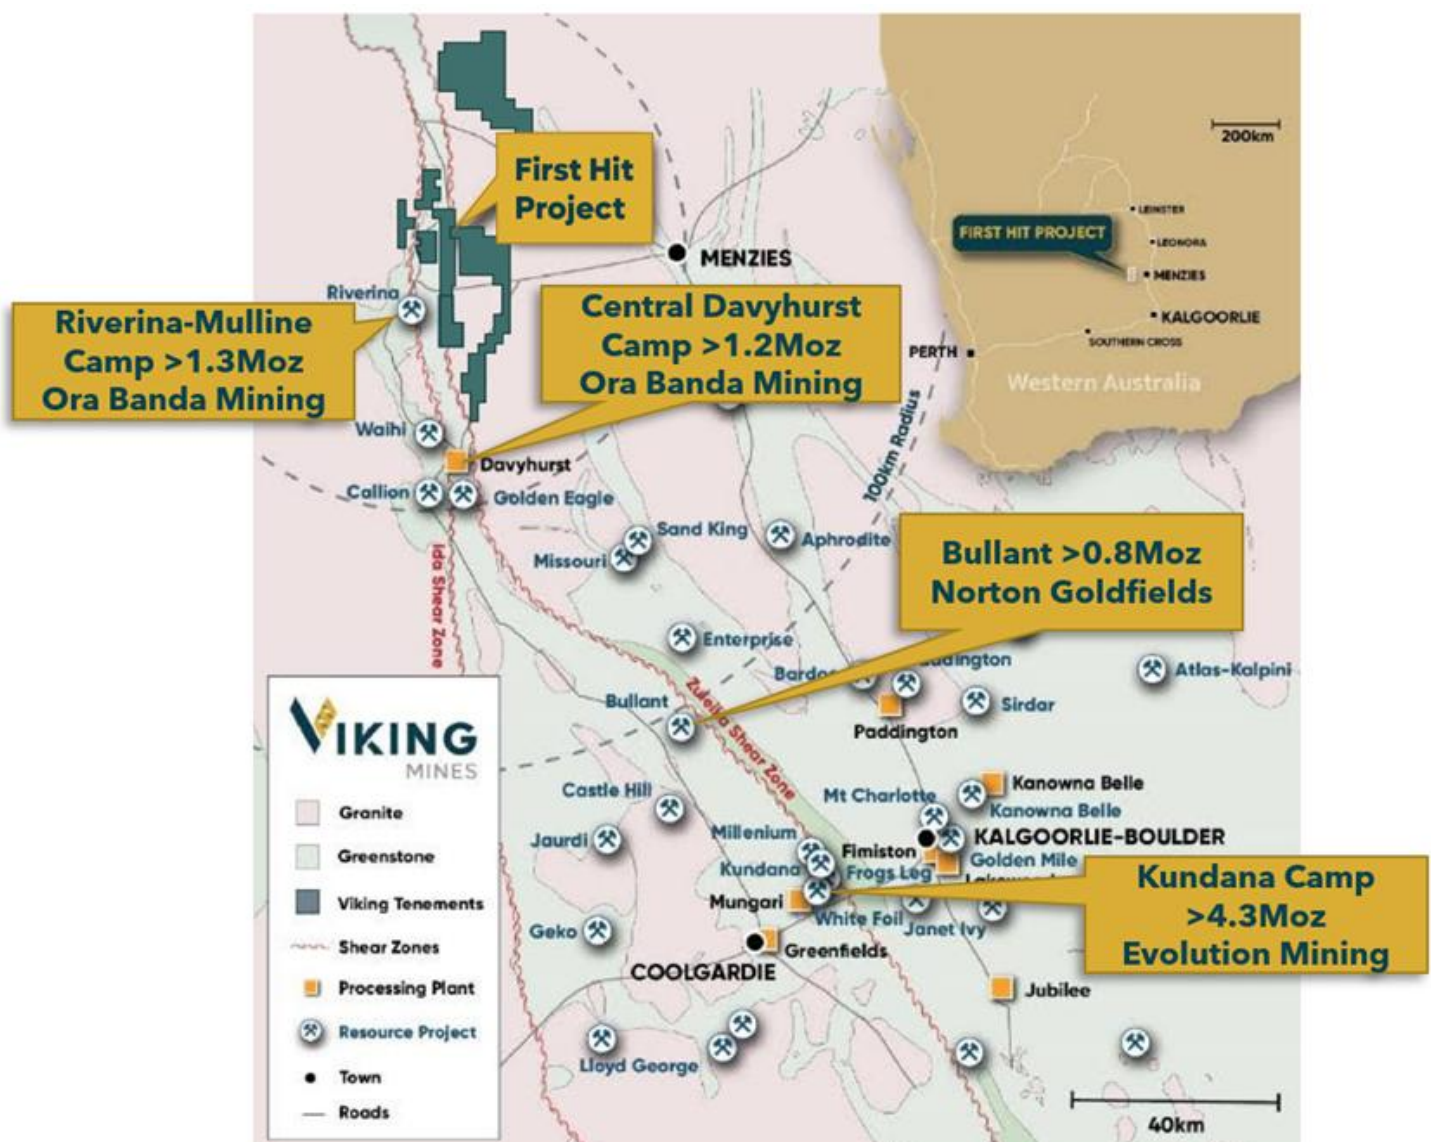 200km
First Hit
Project
LEINSTER
FIRST HIT PROJECT
LEONORA
MENZIES
MENZIES
Riverina
KALGOORLIE
Riverina-Mulline
Camp >1.3Moz
Ora Banda Mining
Central Davyhurst
Camp >1.2Moz
Ora Banda Mining
SOUTHERN CROSS
PERTH
Western Australia
100km Radius
Waihi
Davyhurst
Callion
Golden Eagle
Sand King
Aphrodite
Missouri
Ida Shear Zone
Bullant >0.8Moz
Norton Goldfields
Enterprise
Atlas-Kalpini
Bullant
Zuleika Shear Zone
Sirdar
Paddington
VIKING
MINES
Kanowna Belle
Castle Hill
Mt Charlotte
Kanowna Belle
Granite
Jaurdi
Millenium
KALGOORLIE-BOULDER
Fimiston
Golden Mile
Greenstone
Kundana
Frogs Leg
Kundana Camp
>4.3Moz
Evolution Mining
Viking Tenements
Mungari
White Foil
Janet Ivy
Geko
Shear Zones
Greenfields
COOLGARDIE
Processing Plant
Jubilee
Resource Project
Lloyd George
Town
Roads
40km